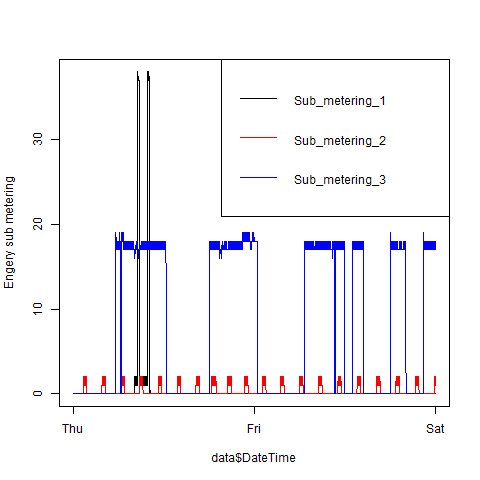 Sub_metering_1
Sub_metering_2
Sub_metering_3
Engery sub metering
30
20
10
0
Thu
Fri
Sat
data$DateTime